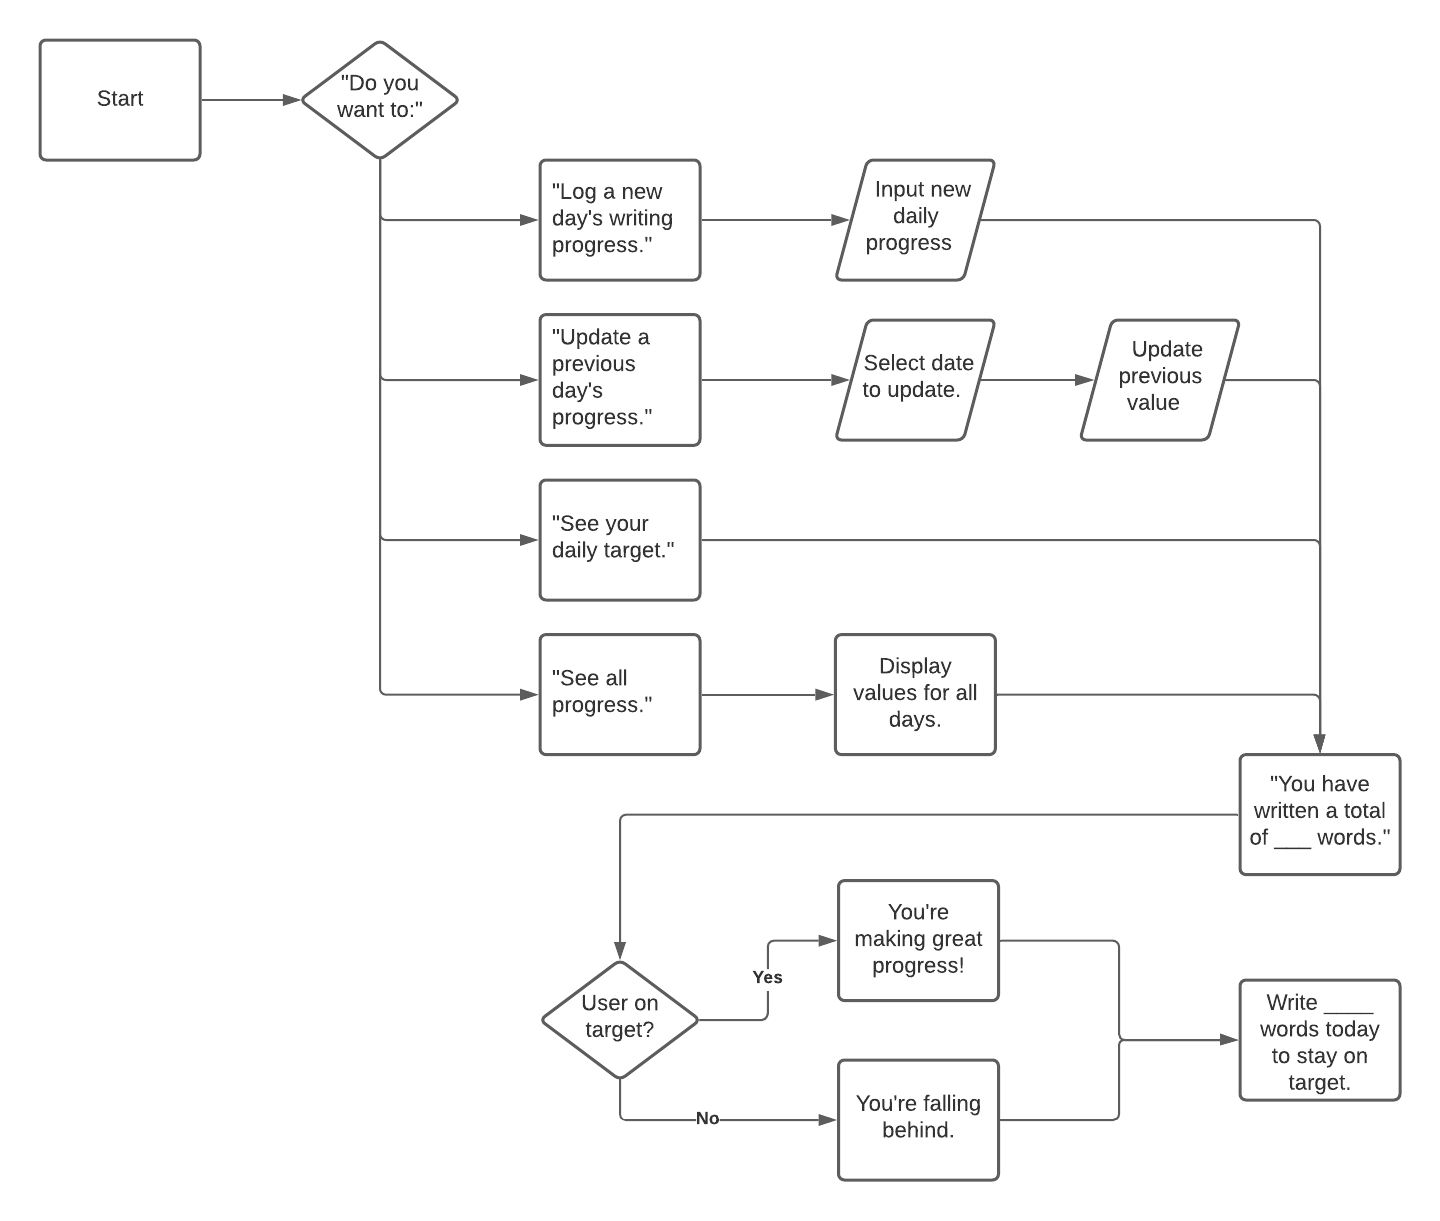 Start
"Do you
want to:"
"Log a new
day's writing
progress."
Input new
daily
progress
"Update a
previous
day's
progress."
Select date
to update.
Update
previous
value
"See your
daily target."
"See all
progress."
Display
values for all
days.
"You have
written a total
of ___ words."
User on
target?
Yes
You're
making great
progress!
No
You're falling
behind.
Write ____
words today
to stay on
target.